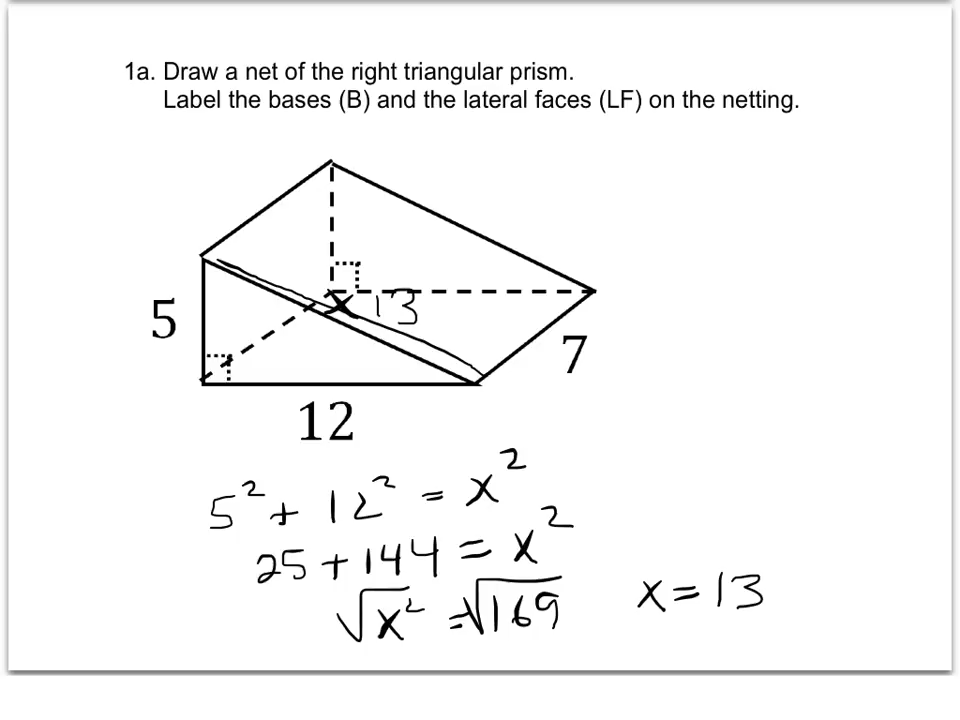 1a. Draw a net of the right triangular prism.
Label the bases (B) and the lateral faces (LF) on the netting.
5
x 13
7
12
5² + 12² = x²
25 + 144 = x²
√x² = √169
x = 13